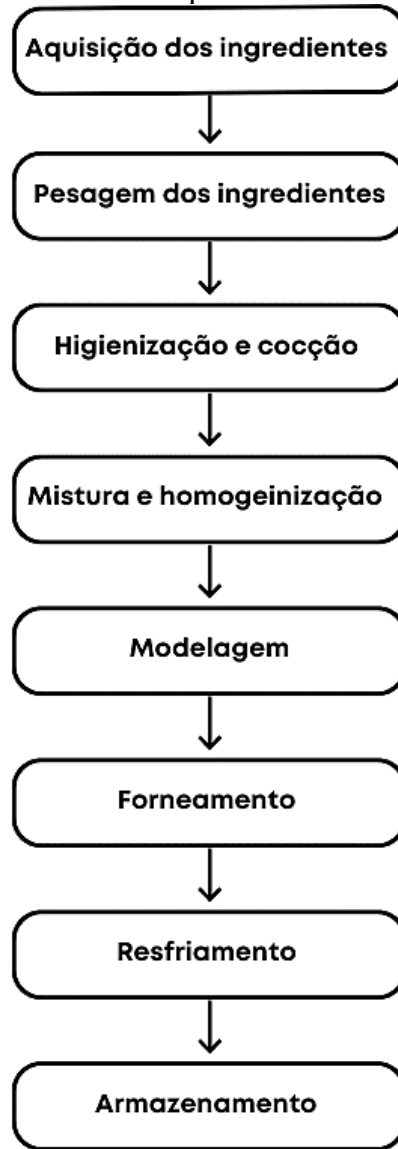 Aquisição dos ingredientes
Pesagem dos ingredientes
Higienização e cocção
Mistura e homogeinização
Modelagem
Forneamento
Resfriamento
Armazenamento